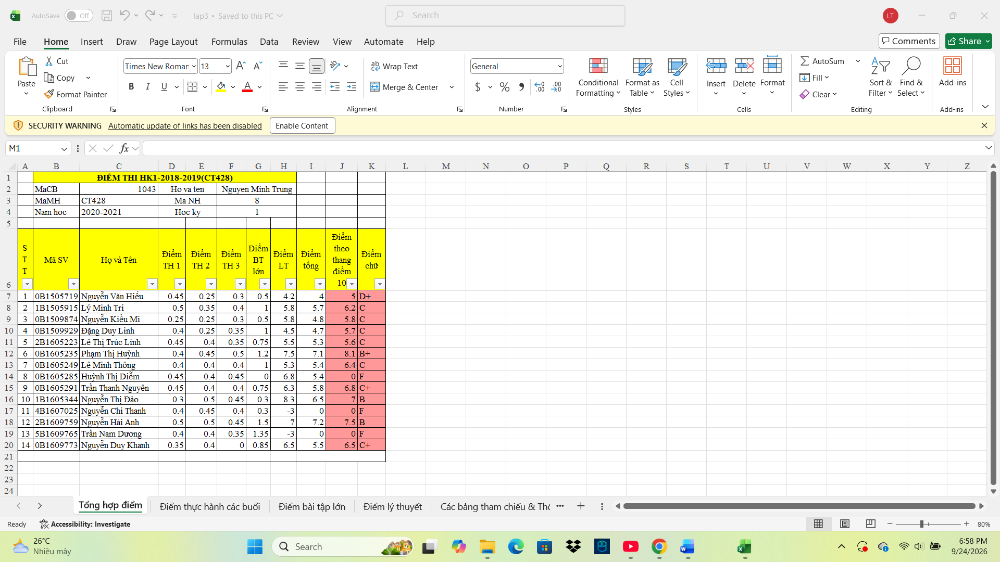 AutoSave Off lap3 • Saved to this PC Search LT
File Home Insert Draw Page Layout Formulas Data Review View Automate Help Comments Share
Paste Cut Copy Format Painter Clipboard
Times New Roman 13 B I U A Font
Wrap Text Merge & Center Alignment
General $ % Number
Conditional Formatting Format as Table Cell Styles Styles
Insert Delete Format Cells
AutoSum Fill Clear Sort & Filter Find & Select Editing
Add-ins Add-ins
SECURITY WARNING Automatic update of links has been disabled Enable Content
M1 fx
A B C D E F G H I J K L M N O P Q R S T U V W X Y Z
1 ĐIỂM THI HK1-2018-2019(CT428)
2 MaCB 1043 Ho va ten Nguyen Minh Trung
3 MaMH CT428 Ma NH 8
4 Nam hoc 2020-2021 Hoc ky 1
5
6 STT Mã SV Họ và Tên Điểm TH 1 Điểm TH 2 Điểm TH 3 Điểm BT lớn Điểm LT Điểm tổng Điểm theo thang điểm 10 Điểm chữ
7 1 0B1505719 Nguyễn Văn Hiếu 0.45 0.25 0.3 0.5 4.2 4 5 D+
8 2 1B1505915 Lý Minh Trí 0.5 0.35 0.4 1 5.8 5.7 6.2 C
9 3 0B1509874 Nguyễn Kiều Mi 0.25 0.25 0.3 0.5 5.8 4.8 5.8 C
10 4 0B1509929 Đặng Duy Linh 0.4 0.25 0.35 1 4.5 4.7 5.7 C
11 5 2B1605223 Lê Thị Trúc Linh 0.45 0.4 0.35 0.75 5.5 5.3 5.6 C
12 6 0B1605235 Phạm Thị Huỳnh 0.4 0.45 0.5 1.2 7.5 7.1 8.1 B+
13 7 0B1605249 Lê Minh Thông 0.4 0.4 0.4 1 5.3 5.4 6.4 C
14 8 0B1605285 Huỳnh Thị Diễm 0.45 0.4 0.45 0 6.8 5.4 0 F
15 9 0B1605291 Trần Thanh Nguyên 0.45 0.4 0.4 0.75 6.3 5.8 6.8 C+
16 10 1B1605344 Nguyễn Thị Đào 0.3 0.5 0.45 0.3 8.3 6.5 7 B
17 11 4B1607025 Nguyễn Chí Thanh 0.4 0.45 0.4 0.3 -3 0 0 F
18 12 2B1609759 Nguyễn Hải Anh 0.5 0.5 0.45 1.5 7 7.2 7.5 B
19 13 5B1609765 Trần Nam Dương 0.4 0.4 0.35 1.35 -3 0 0 F
20 14 0B1609773 Nguyễn Duy Khanh 0.35 0.4 0 0.85 6.5 5.5 6.5 C+
21
22
23
24
Tổng hợp điểm Điểm thực hành các buổi Điểm bài tập lớn Điểm lý thuyết Các bảng tham chiếu &
Ready Accessibility: Investigate 80%
26°C Nhiều mây Search 6:58 PM 9/24/2026